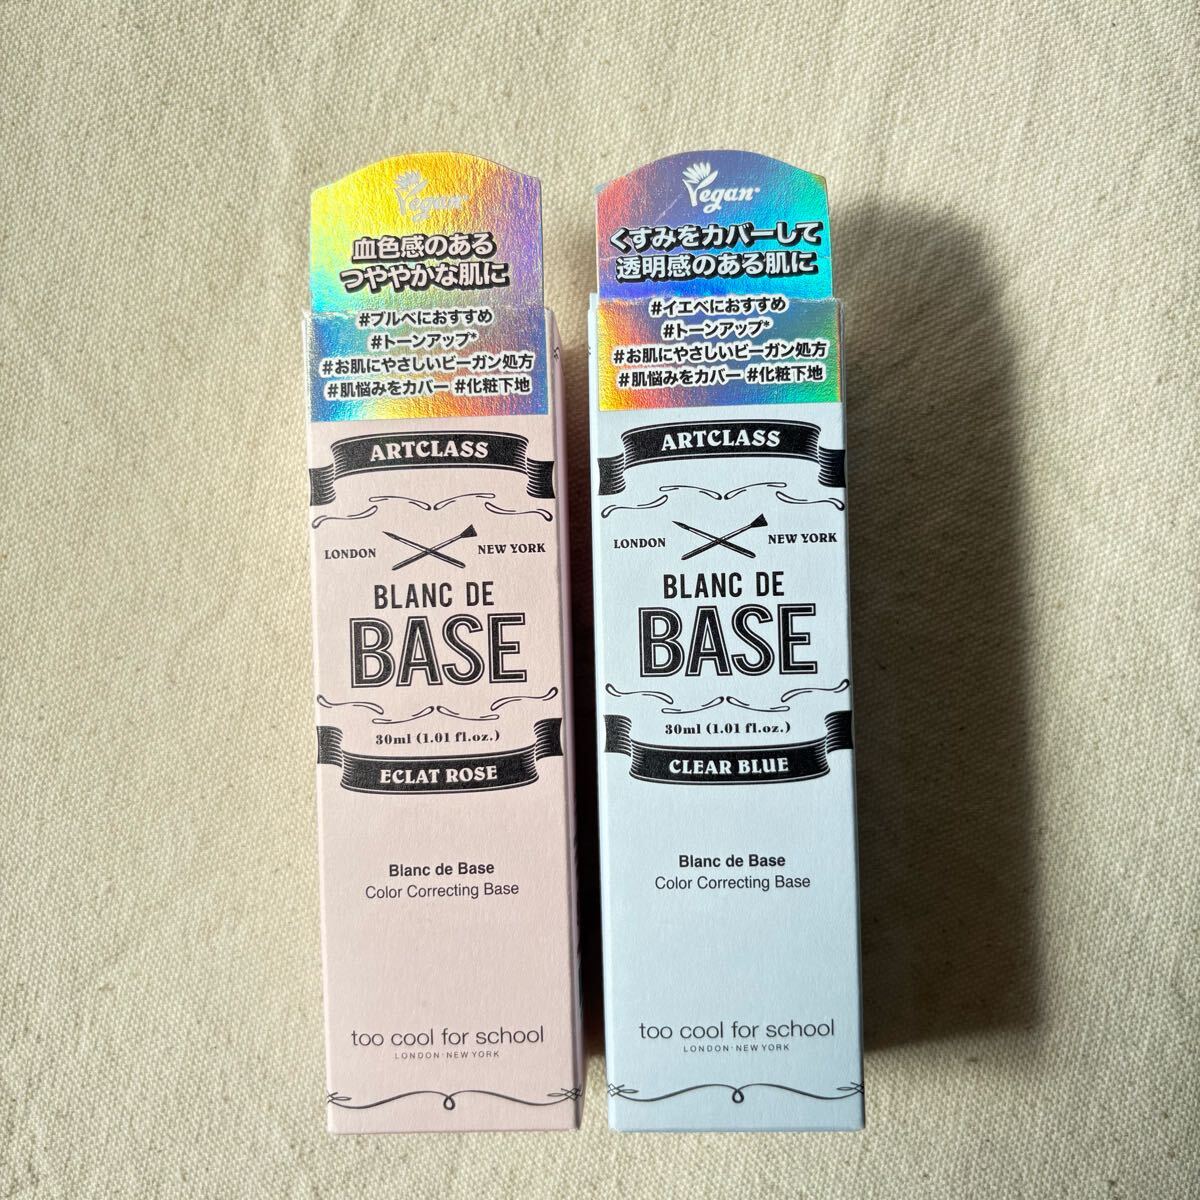 Vegan
血色感のある
つややかな肌に
#ブルベにおすすめ
#トーンアップ*
#お肌にやさしいビーガン処方
#肌悩みをカバー #化粧下地
ARTCLASS
LONDON
NEW YORK
BLANC DE
BASE
30ml (1.01 fl.oz.)
ECLAT ROSE
Blanc de Base
Color Correcting Base
too cool for school
LONDON·NEW YORK
Vegan
くすみをカバーして
透明感のある肌に
#イエベにおすすめ
#トーンアップ*
#お肌にやさしいビーガン処方
#肌悩みをカバー #化粧下地
ARTCLASS
LONDON
NEW YORK
BLANC DE
BASE
30ml (1.01 fl.oz.)
CLEAR BLUE
Blanc de Base
Color Correcting Base
too cool for school
LONDON·NEW YORK